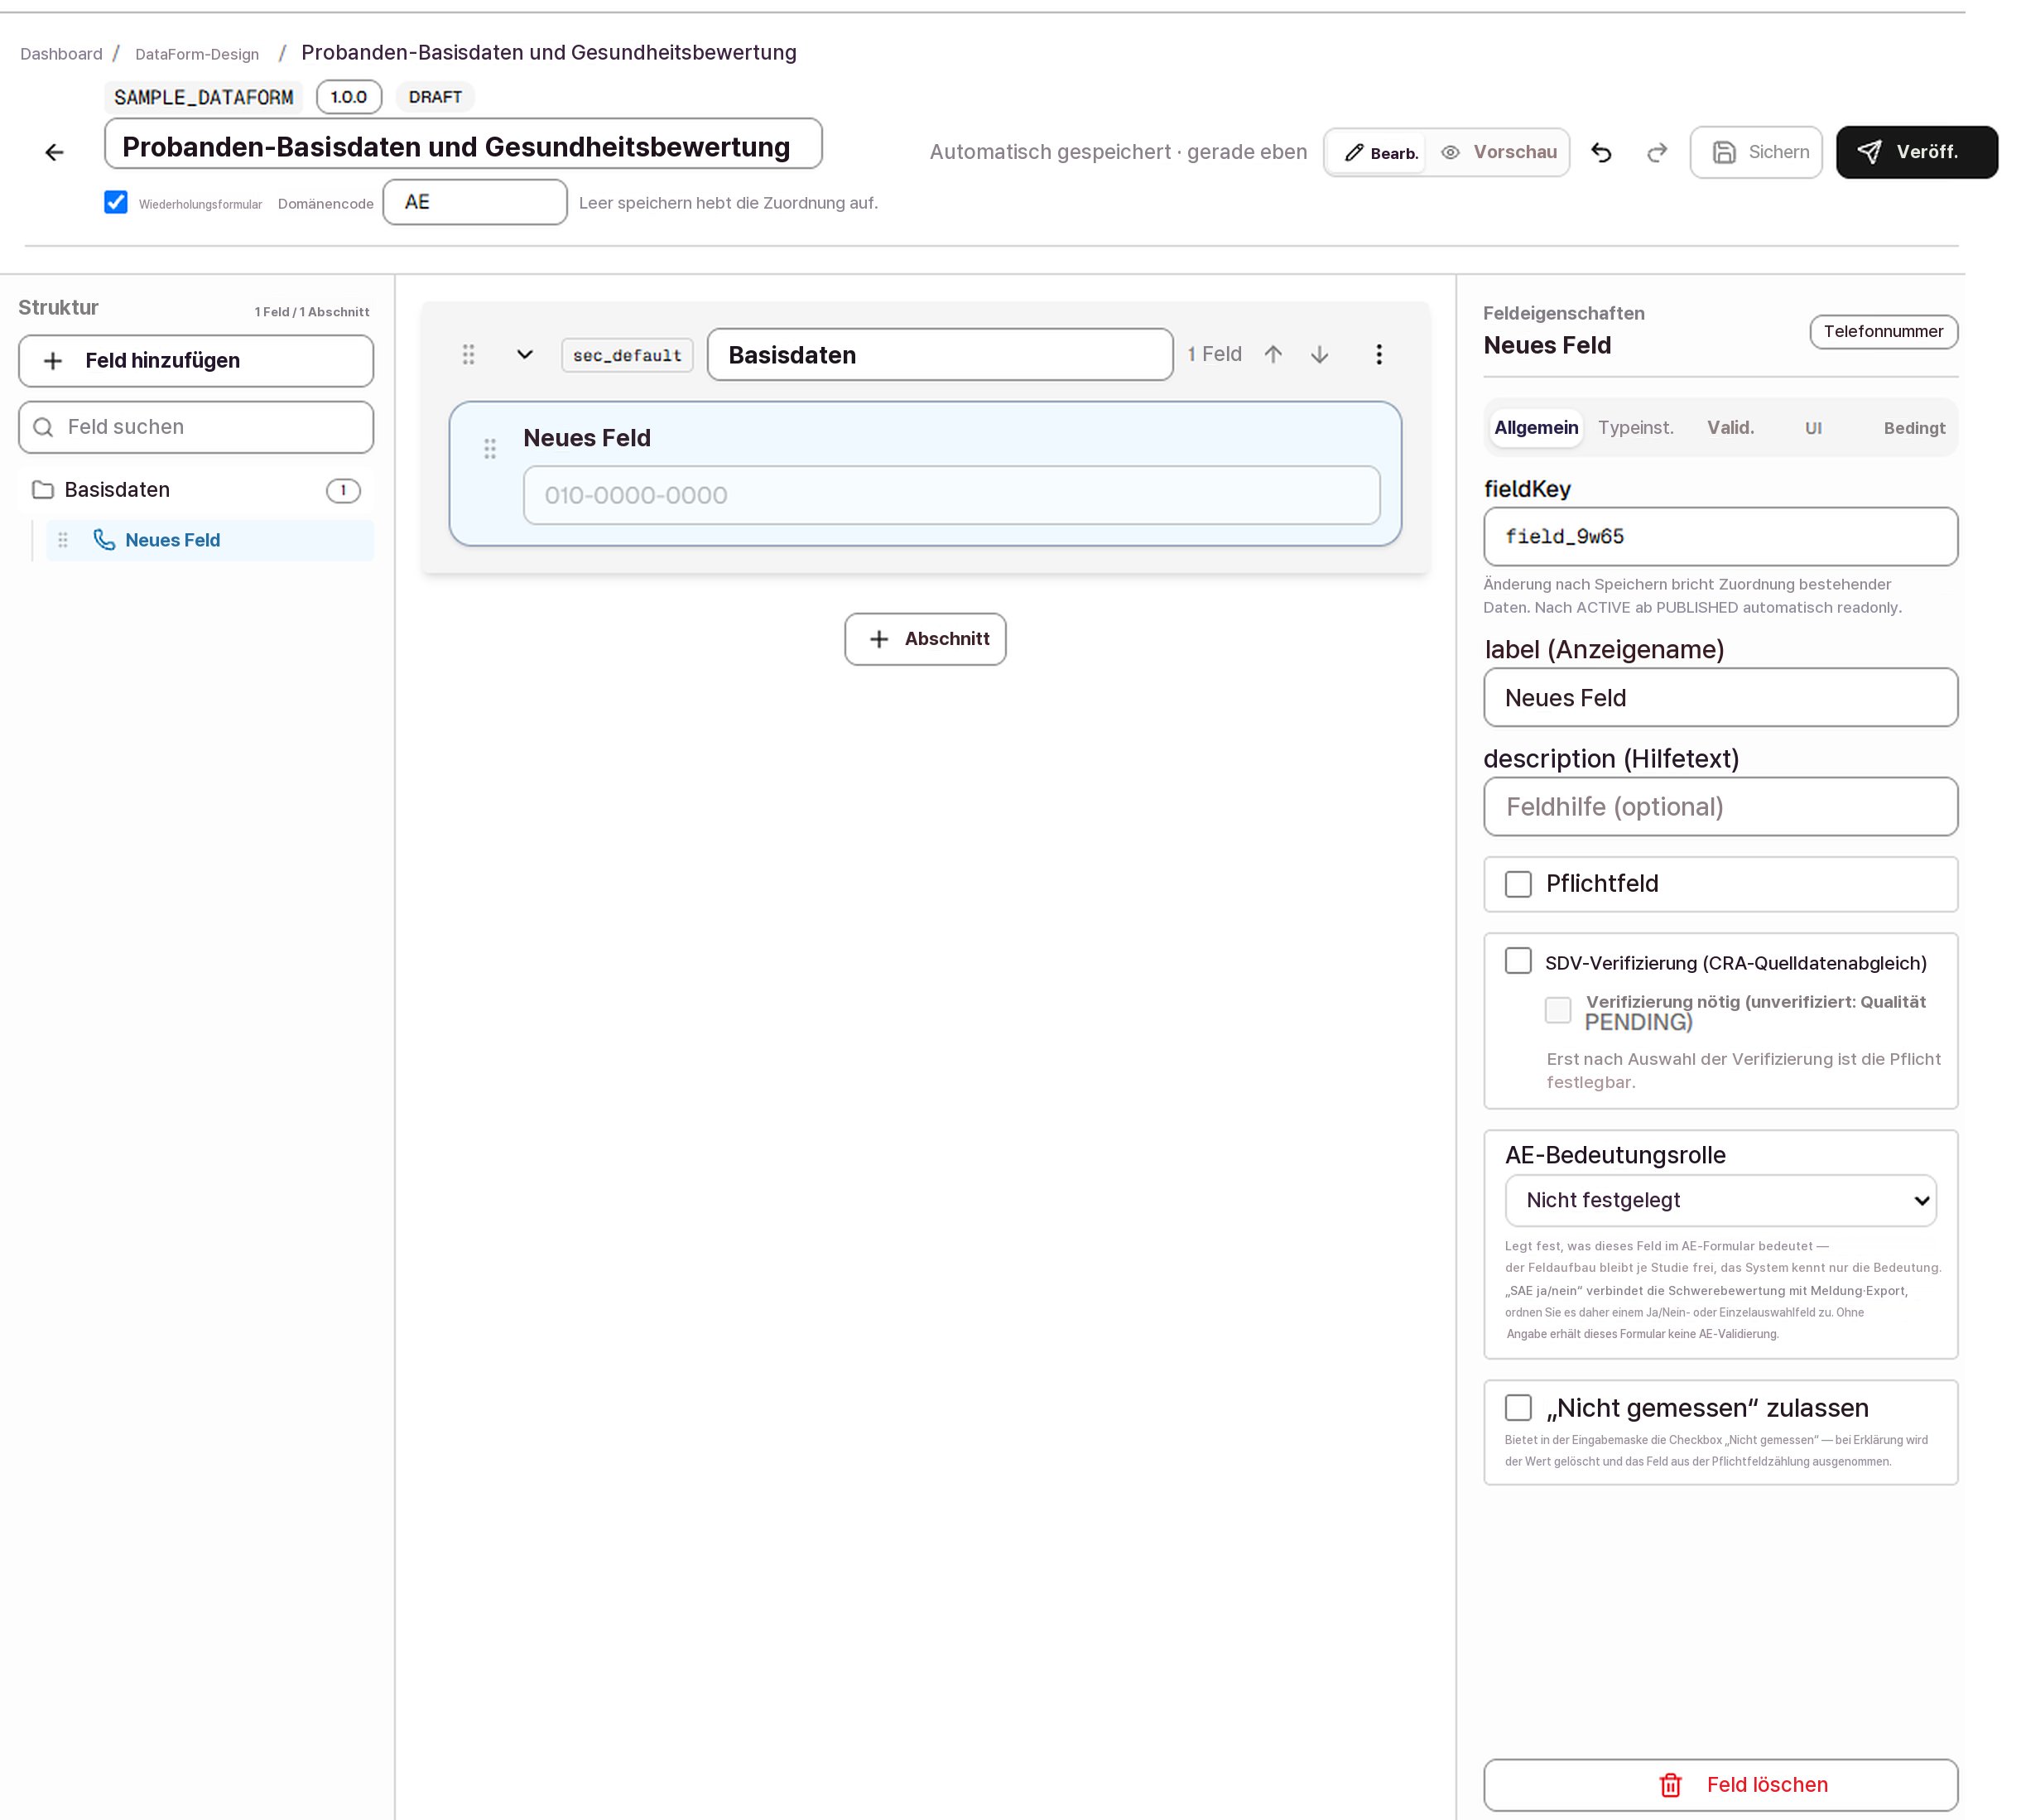 Dashboard / DataForm-Design / Probanden-Basisdaten und Gesundheitsbewertung
SAMPLE_DATAFORM 1.0.0 DRAFT
Probanden-Basisdaten und Gesundheitsbewertung
Automatisch gespeichert · gerade eben Bearb. Vorschau Sichern Veröff.
Wiederholungsformular Domänencode AE Leer speichern hebt die Zuordnung auf.
Struktur 1 Feld / 1 Abschnitt
Feld hinzufügen
Feld suchen
Basisdaten 1
Neues Feld
sec_default Basisdaten 1 Feld
Neues Feld
010-0000-0000
Abschnitt
Feldeigenschaften
Neues Feld Telefonnummer
Allgemein Typeinst. Valid. UI Bedingt
fieldKey
field_9w65
Änderung nach Speichern bricht Zuordnung bestehender
Daten. Nach ACTIVE ab PUBLISHED automatisch readonly.
label (Anzeigename)
Neues Feld
description (Hilfetext)
Feldhilfe (optional)
Pflichtfeld
SDV-Verifizierung (CRA-Quelldatenabgleich)
Verifizierung nötig (unverifiziert: Qualität
PENDING)
Erst nach Auswahl der Verifizierung ist die Pflicht
festlegbar.
AE-Bedeutungsrolle
Nicht festgelegt
Legt fest, was dieses Feld im AE-Formular bedeutet —
der Feldaufbau bleibt je Studie frei, das System kennt nur die Bedeutung.
„SAE ja/nein“ verbindet die Schwerebewertung mit Meldung·Export,
ordnen Sie es daher einem Ja/Nein- oder Einzelauswahlfeld zu. Ohne
Angabe erhält dieses Formular keine AE-Validierung.
„Nicht gemessen“ zulassen
Bietet in der Eingabemaske die Checkbox „Nicht gemessen“ — bei Erklärung wird
der Wert gelöscht und das Feld aus der Pflichtfeldzählung ausgenommen.
Feld löschen